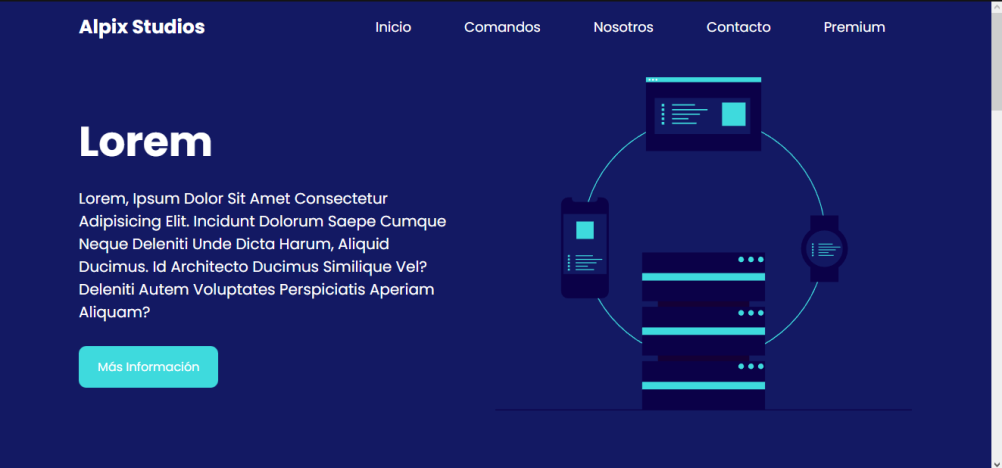 Alpix Studios
Inicio Comandos Nosotros Contacto Premium
Lorem
Lorem, Ipsum Dolor Sit Amet Consectetur
Adipisicing Elit. Incidunt Dolorum Saepe Cumque
Neque Deleniti Unde Dicta Harum, Aliquid
Ducimus. Id Architecto Ducimus Similique Vel?
Deleniti Autem Voluptates Perspiciatis Aperiam
Aliquam?
Más Información